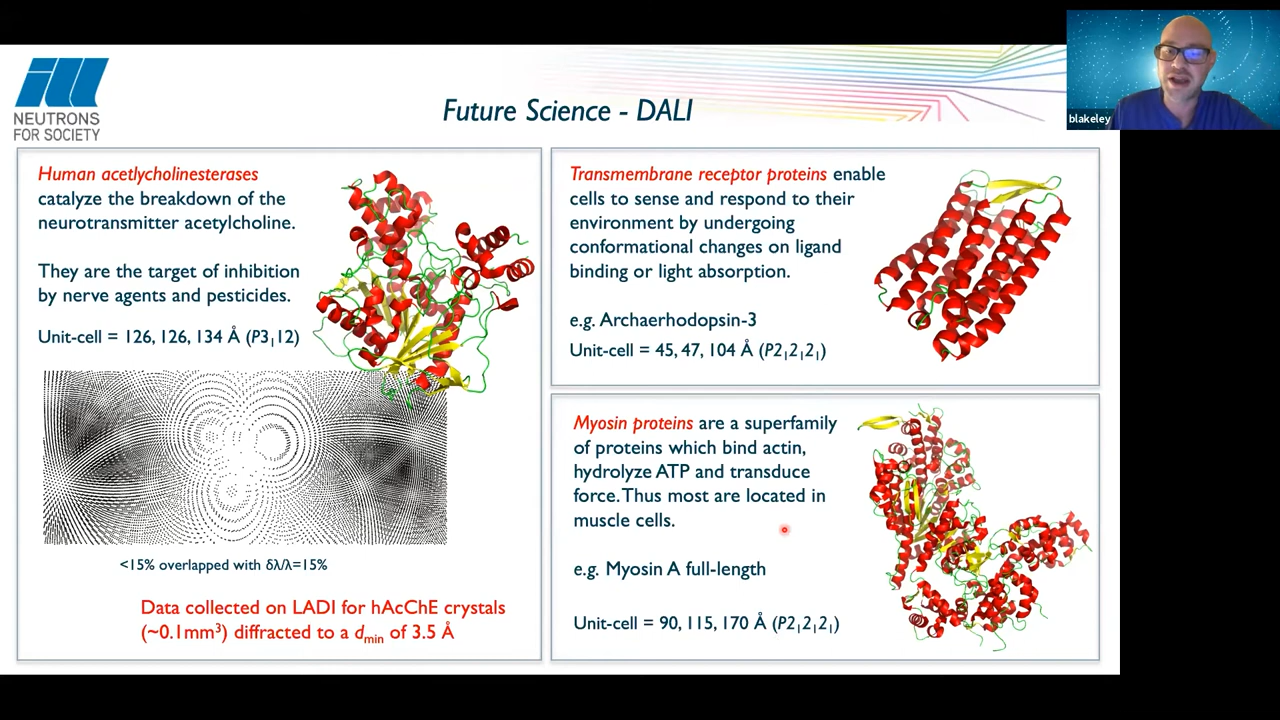 NEUTRONS
FOR SOCIETY
Future Science - DALI
blakeley
Human acetlycholinesterases
catalyze the breakdown of the
neurotransmitter acetylcholine.
They are the target of inhibition
by nerve agents and pesticides.
Unit-cell = 126, 126, 134 Å (P3₁12)
<15% overlapped with δλ/λ=15%
Data collected on LADI for hAcChE crystals
(~0.1mm³) diffracted to a dmin of 3.5 Å
Transmembrane receptor proteins enable
cells to sense and respond to their
environment by undergoing
conformational changes on ligand
binding or light absorption.
e.g. Archaerhodopsin-3
Unit-cell = 45, 47, 104 Å (P2₁2₁2₁)
Myosin proteins are a superfamily
of proteins which bind actin,
hydrolyze ATP and transduce
force. Thus most are located in
muscle cells.
e.g. Myosin A full-length
Unit-cell = 90, 115, 170 Å (P2₁2₁2₁)